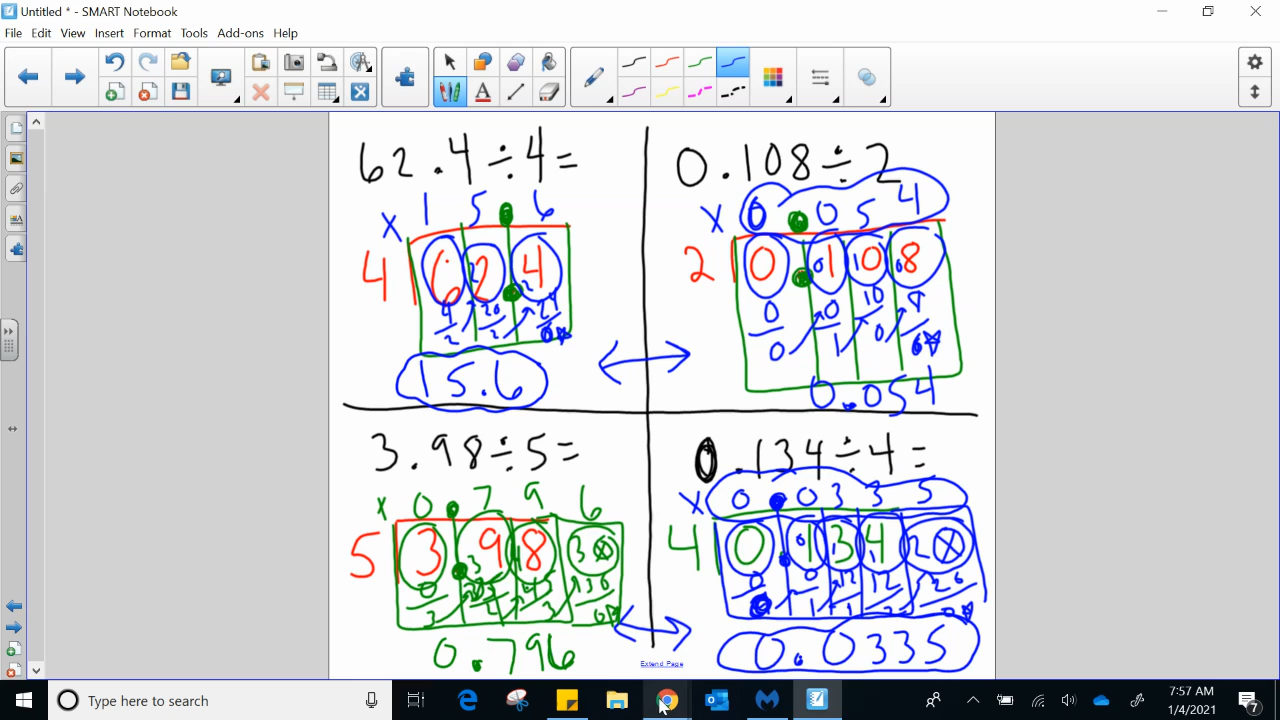 Untitled * - SMART Notebook
File Edit View Insert Format Tools Add-ons Help
62.4÷4=
x 1 5 . 6
4 6 2 . 4
15.6
0.108÷2
x 0 . 0 5 4
2 0 . 1 0 8
0.054
3.98÷5=
x 0 . 7 9 6
5 3 . 9 8
0.796
0.134÷4=
x 0 . 0 3 3 5
4 0 . 1 3 4
0.0335
Extend Page
Type here to search
7:57 AM
1/4/2021
7